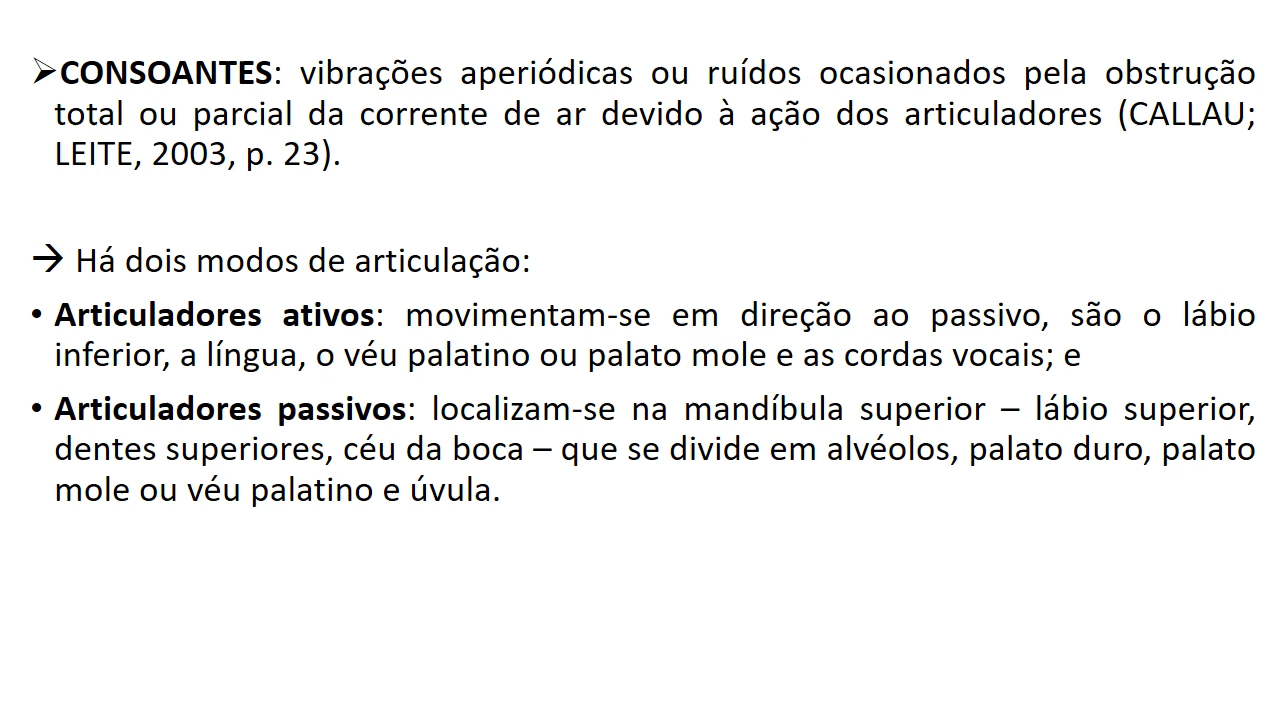 ➢CONSOANTES: vibrações aperiódicas ou ruídos ocasionados pela obstrução
total ou parcial da corrente de ar devido à ação dos articuladores (CALLAU;
LEITE, 2003, p. 23).
→ Há dois modos de articulação:
• Articuladores ativos: movimentam-se em direção ao passivo, são o lábio
inferior, a língua, o véu palatino ou palato mole e as cordas vocais; e
• Articuladores passivos: localizam-se na mandíbula superior – lábio superior,
dentes superiores, céu da boca – que se divide em alvéolos, palato duro, palato
mole ou véu palatino e úvula.